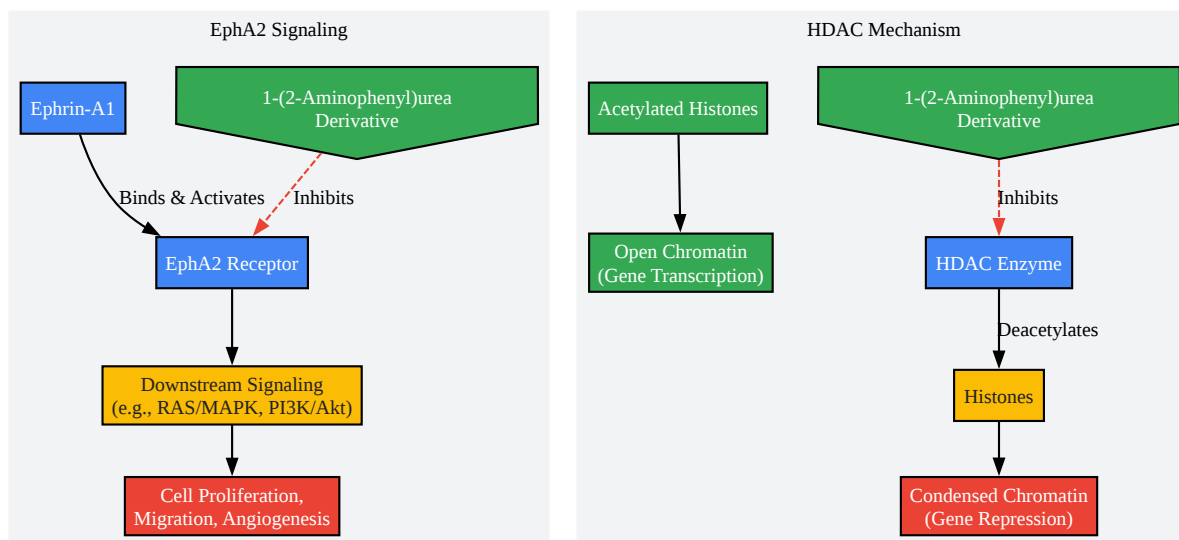 EphA2 Signaling
Ephrin-A1
1-(2-Aminophenyl)urea
Derivative
Binds & Activates
Inhibits
EphA2 Receptor
Downstream Signaling
(e.g., RAS/MAPK, PI3K/Akt)
Cell Proliferation,
Migration, Angiogenesis
HDAC Mechanism
Acetylated Histones
1-(2-Aminophenyl)urea
Derivative
Inhibits
Open Chromatin
(Gene Transcription)
HDAC Enzyme
Deacetylates
Histones
Condensed Chromatin
(Gene Repression)